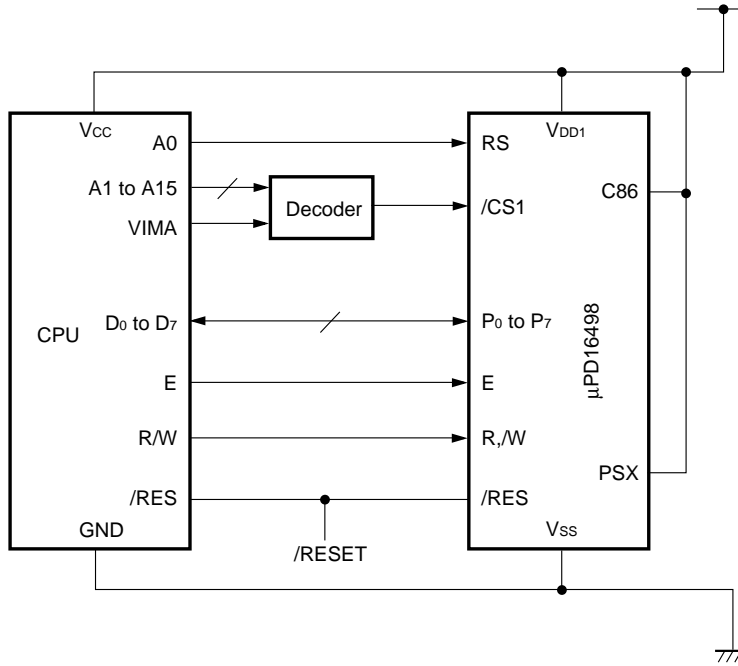 VCC
VDD1
A0
RS
A1 to A15
C86
Decoder
/CS1
VIMA
CPU
D0 to D7
P0 to P7
μPD16498
E
E
R/W
R,/W
PSX
/RES
/RES
GND
VSS
/RESET